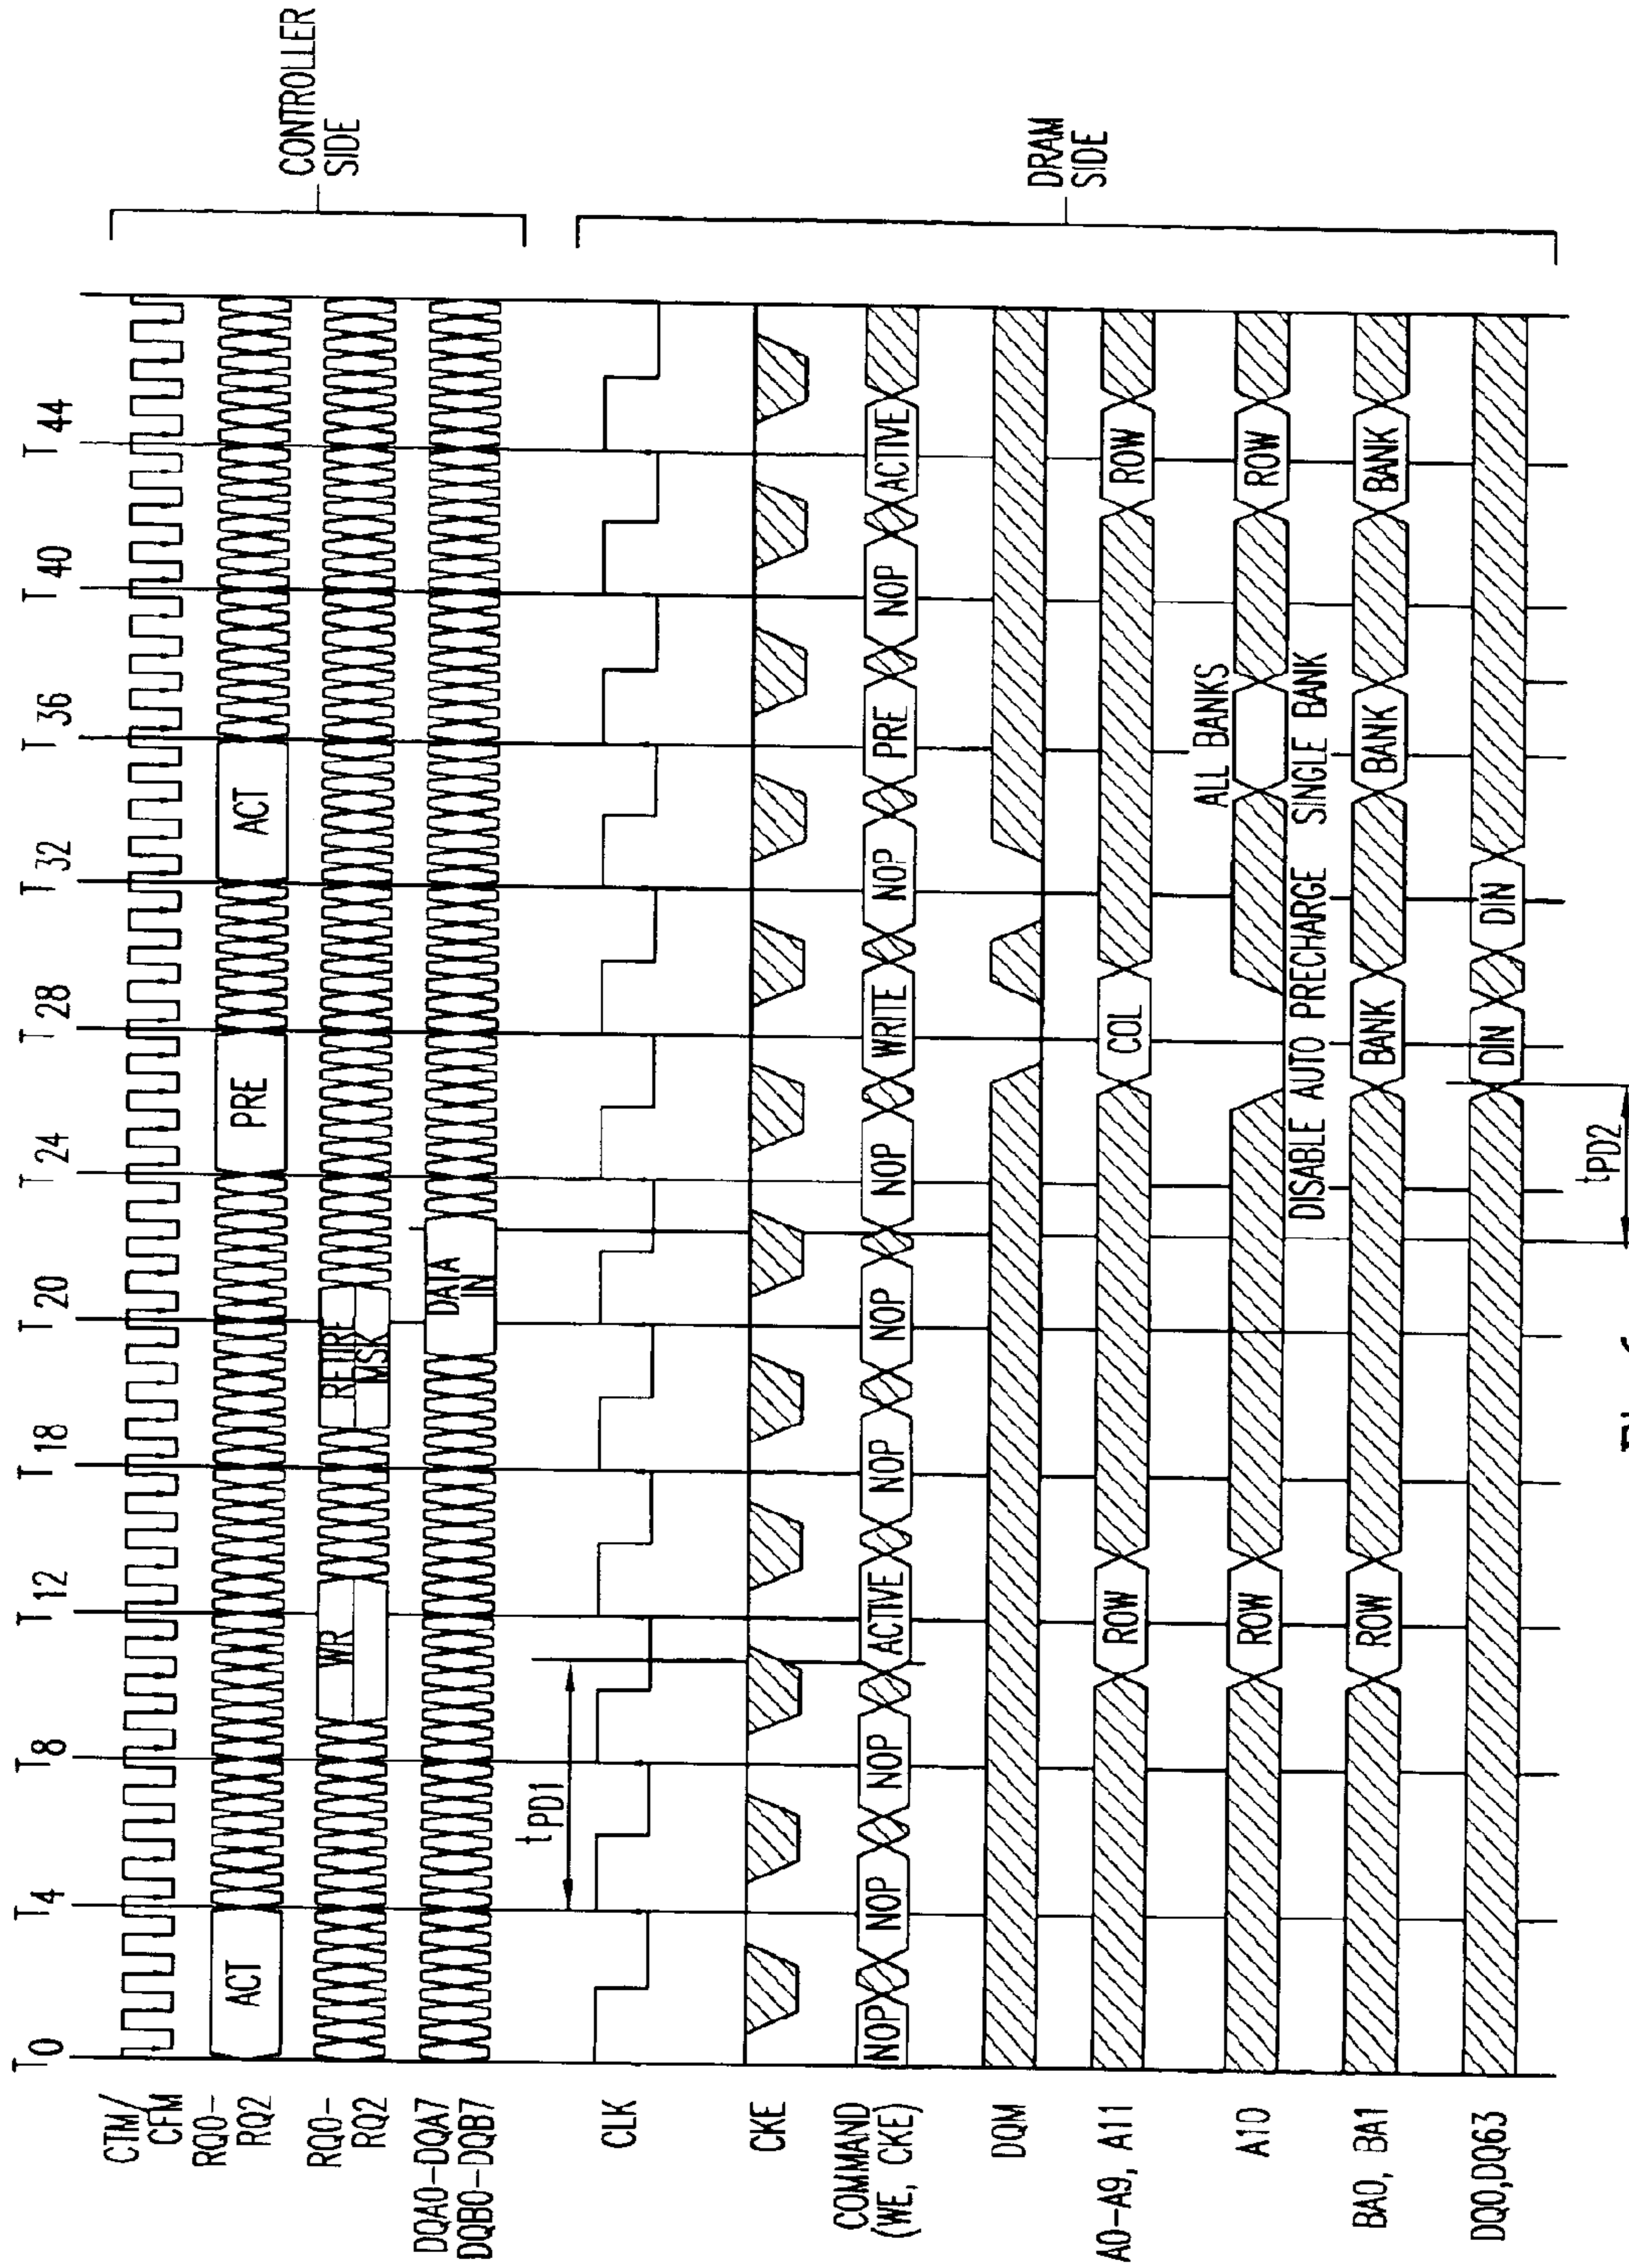 T0 T4 T8 T12 T18 T20 T24 T28 T32 T36 T40 T44
CTM/
CFM
RQ0-
RQ2
ACT PRE ACT
RQ0-
RQ2
WR RETIRE
MSK
DQA0-DQA7
DQB0-DQB7
DATA
IN
CONTROLLER
SIDE
tPD1
CLK
CKE
COMMAND
(WE, CKE)
NOP NOP NOP ACTIVE NOP NOP NOP WRITE NOP PRE NOP ACTIVE
DQM
DRAM
SIDE
A0-A9, A11
ROW COL ROW
ALL BANKS
A10
ROW ROW
DISABLE AUTO PRECHARGE SINGLE BANK
BA0, BA1
ROW BANK BANK BANK
DQ0,DQ63
DIN DIN
tPD2